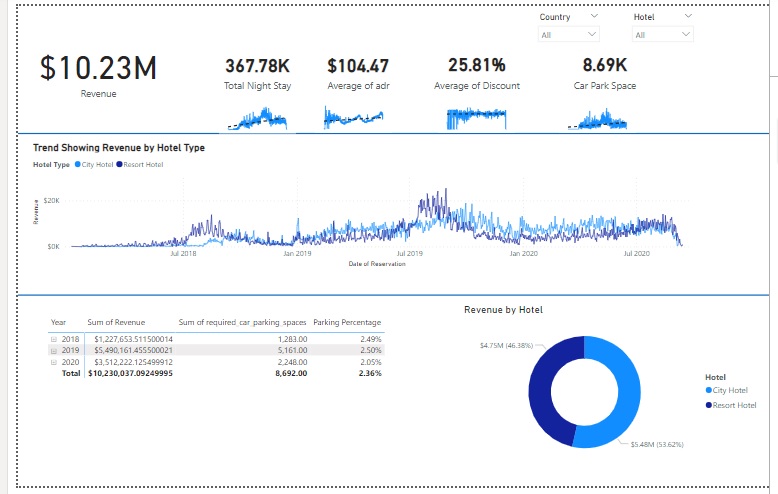 Country Hotel
All All
$10.23M 367.78K $104.47 25.81% 8.69K
Revenue Total Night Stay Average of adr Average of Discount Car Park Space
Trend Showing Revenue by Hotel Type
Hotel Type City Hotel Resort Hotel
Revenue
$20K
$0K
Jul 2018 Jan 2019 Jul 2019 Jan 2020 Jul 2020
Date of Reservation
Year Sum of Revenue Sum of required_car_parking_spaces Parking Percentage
2018 $1,227,653.511500014 1,283.00 2.49%
2019 $5,490,161.455500021 5,161.00 2.50%
2020 $3,512,222.125499912 2,248.00 2.05%
Total $10,230,037.09249995 8,692.00 2.36%
Revenue by Hotel
$4.75M (46.38%)
$5.48M (53.62%)
Hotel
City Hotel
Resort Hotel